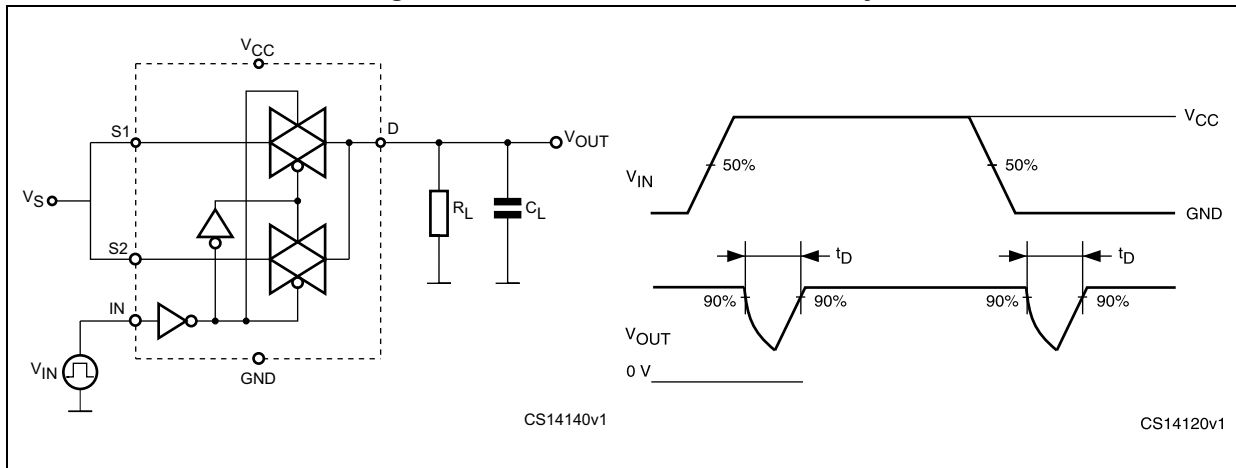 VCC
S1
D
VOUT
VS
RL
CL
S2
IN
VIN
GND
CS14140v1
VCC
50%
50%
VIN
GND
tD
tD
90%
90%
90%
90%
VOUT
0 V
CS14120v1